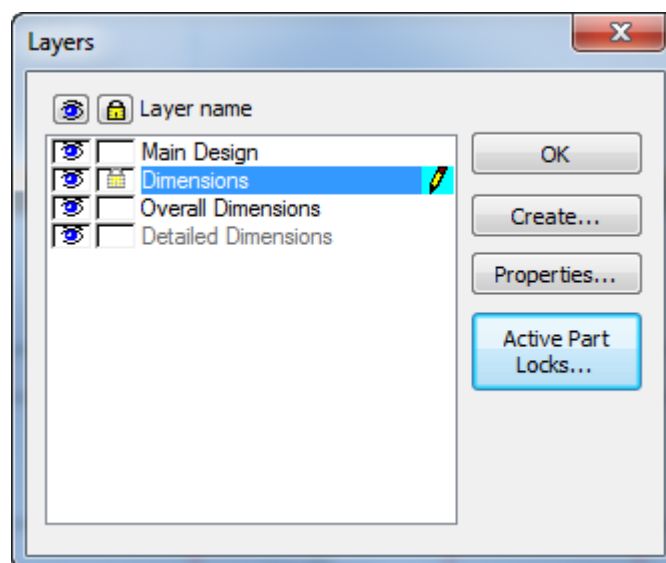 Layers
Layer name
Main Design
Dimensions
Overall Dimensions
Detailed Dimensions
OK
Create...
Properties...
Active Part
Locks...